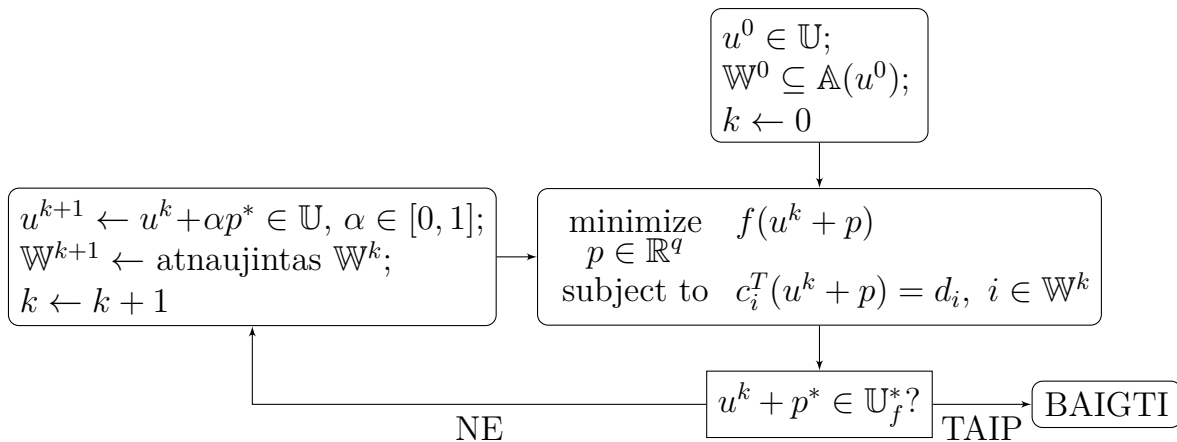 u^0 ∈ 𝕌;
𝕎^0 ⊆ 𝔸(u^0);
k ← 0
u^{k+1} ← u^k+αp^* ∈ 𝕌, α ∈ [0, 1];
𝕎^{k+1} ← atnaujintas 𝕎^k;
k ← k + 1
minimize f(u^k + p)
p ∈ ℝ^q
subject to c_i^T(u^k + p) = d_i, i ∈ 𝕎^k
u^k + p^* ∈ 𝕌_f^*?
NE
TAIP
BAIGTI